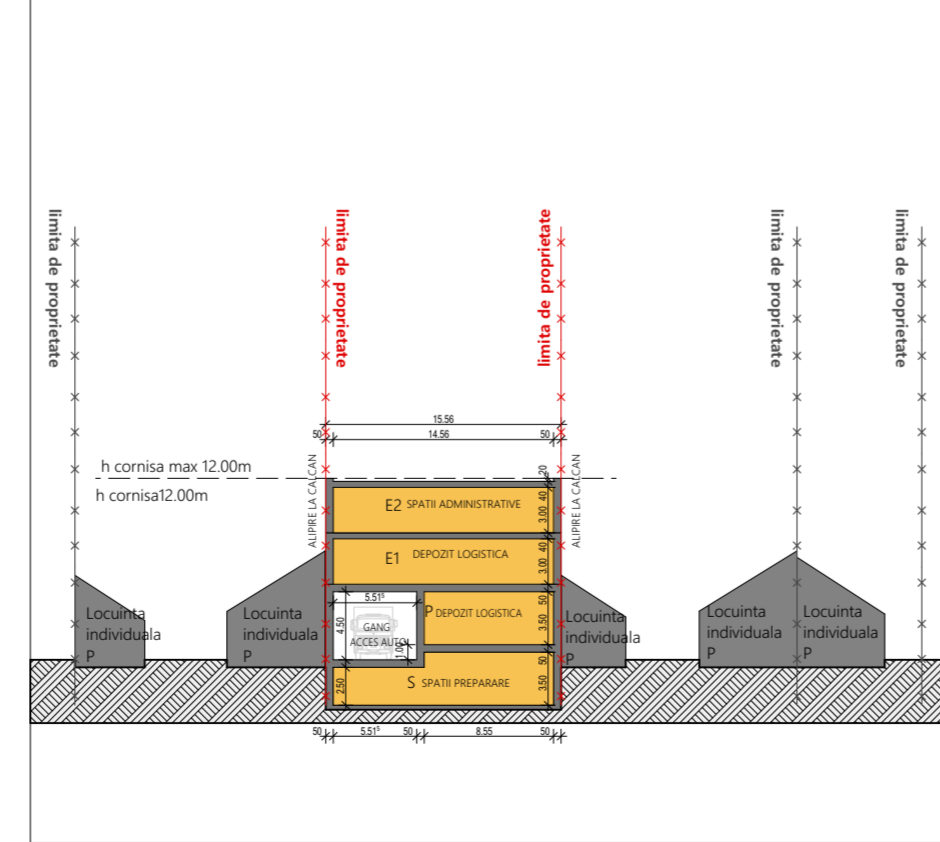 limita de proprietate
limita de proprietate
limita de proprietate
limita de proprietate
limita de proprietate
15.56
50
14.56
50
h cornisa max 12.00m
h cornisa12.00m
ALIPIRE LA CALCAN
ALIPIRE LA CALCAN
20
40
E2 SPATII ADMINISTRATIVE
3.00
40
E1 DEPOZIT LOGISTICA
3.00
50
5.51⁵
P DEPOZIT LOGISTICA
3.50
4.50
GANG
ACCES AUTO
1.00
50
Locuinta
individuala
P
Locuinta
individuala
P
Locuinta
individuala
P
Locuinta
individuala
P
Locuinta
individuala
P
2.50
S SPATII PREPARARE
3.50
50
5.51⁵
50
8.55
50